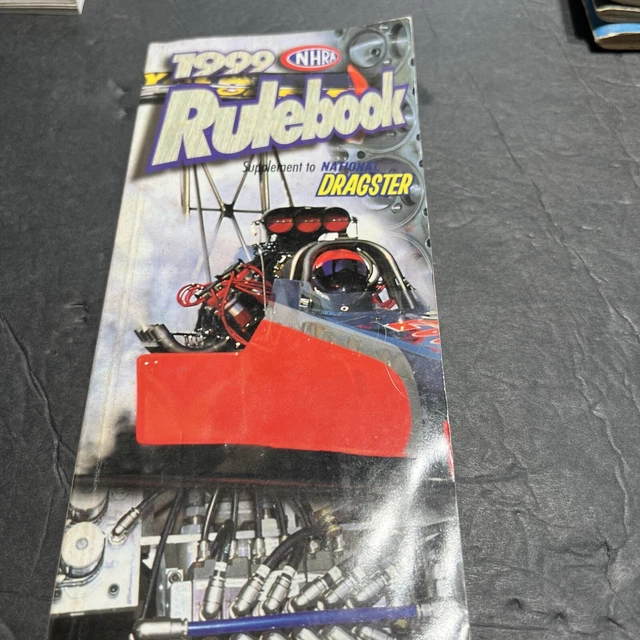 1999 NHRA
Rulebook
Supplement to NATIONAL
DRAGSTER